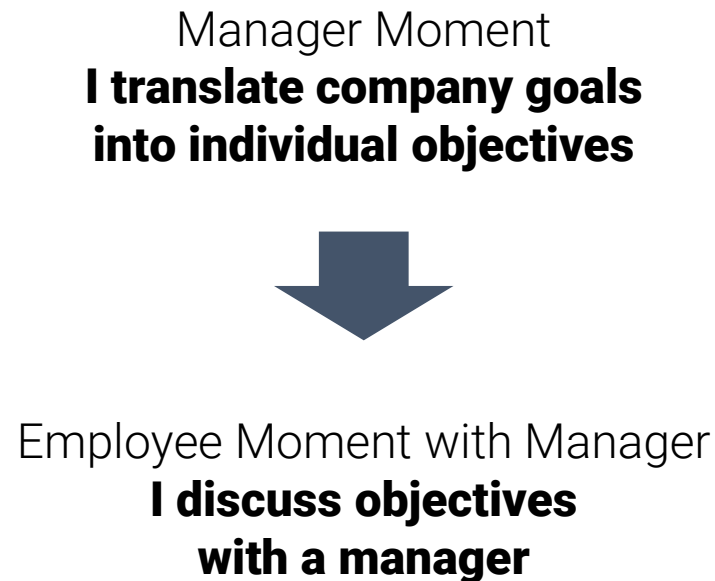 Manager Moment
I translate company goals
into individual objectives
Employee Moment with Manager
I discuss objectives
with a manager